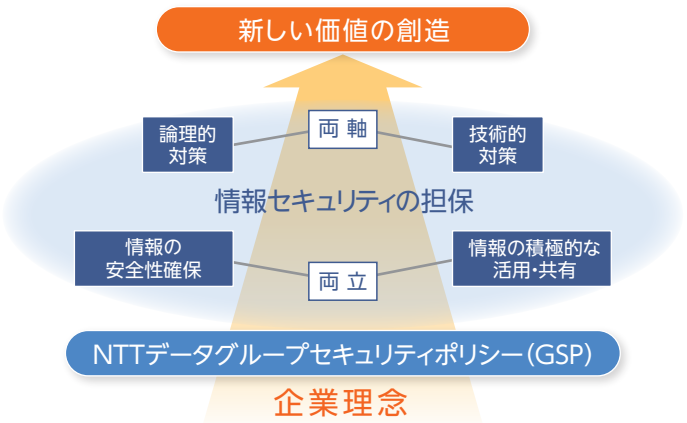 新しい価値の創造
論理的
対策
両軸
技術的
対策
情報セキュリティの担保
情報の
安全性確保
両立
情報の積極的な
活用・共有
NTTデータグループセキュリティポリシー(GSP)
企業理念